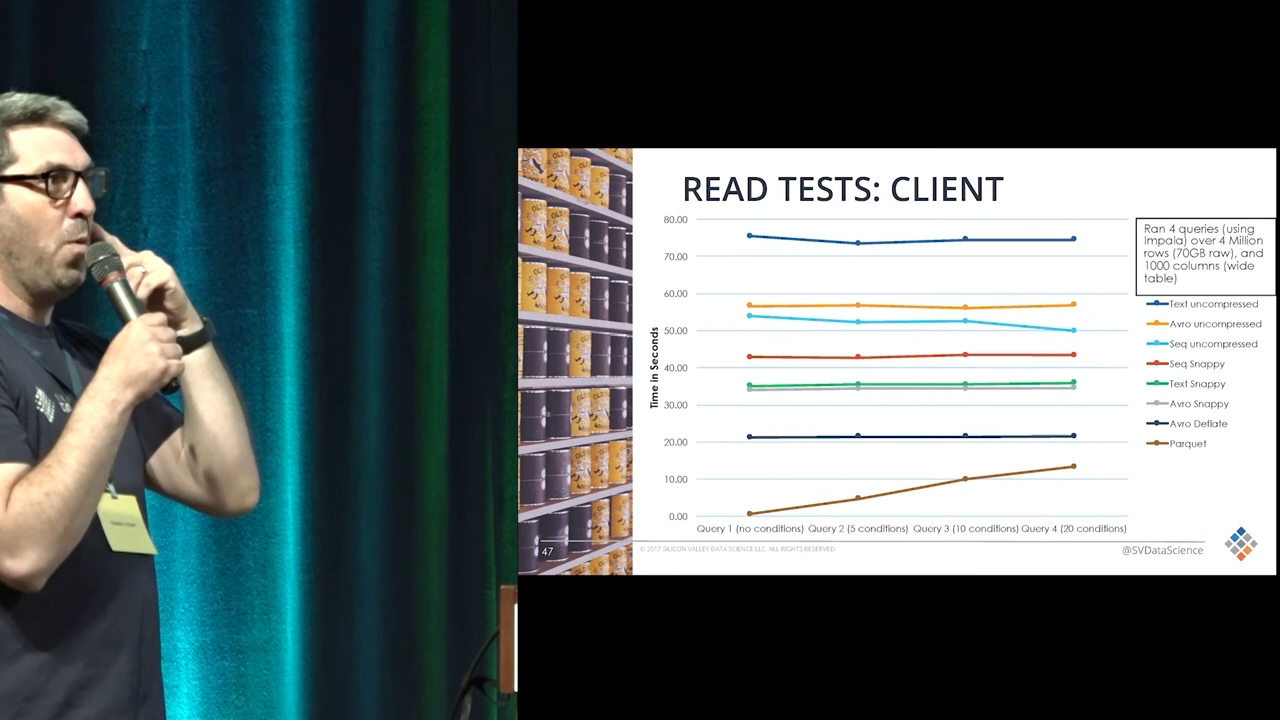 READ TESTS: CLIENT
80.00
70.00
60.00
50.00
40.00
30.00
20.00
10.00
0.00
Time in Seconds
Query 1 (no conditions) Query 2 (5 conditions) Query 3 (10 conditions) Query 4 (20 conditions)
Ran 4 queries (using
Impala) over 4 Million
rows (70GB raw), and
1000 columns (wide
table)
Text uncompressed
Avro uncompressed
Seq uncompressed
Seq Snappy
Text Snappy
Avro Snappy
Avro Deflate
Parquet
47
© 2017 SILICON VALLEY DATA SCIENCE LLC. ALL RIGHTS RESERVED.
@SVDataScience